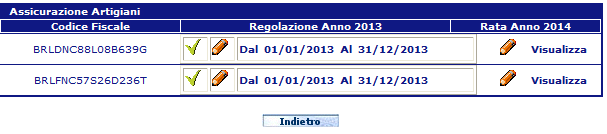 Assicurazione Artigiani
Codice Fiscale Regolazione Anno 2013 Rata Anno 2014
BRLDNC88L08B639G Dal 01/01/2013 Al 31/12/2013 Visualizza
BRLFNC57S26D236T Dal 01/01/2013 Al 31/12/2013 Visualizza
Indietro